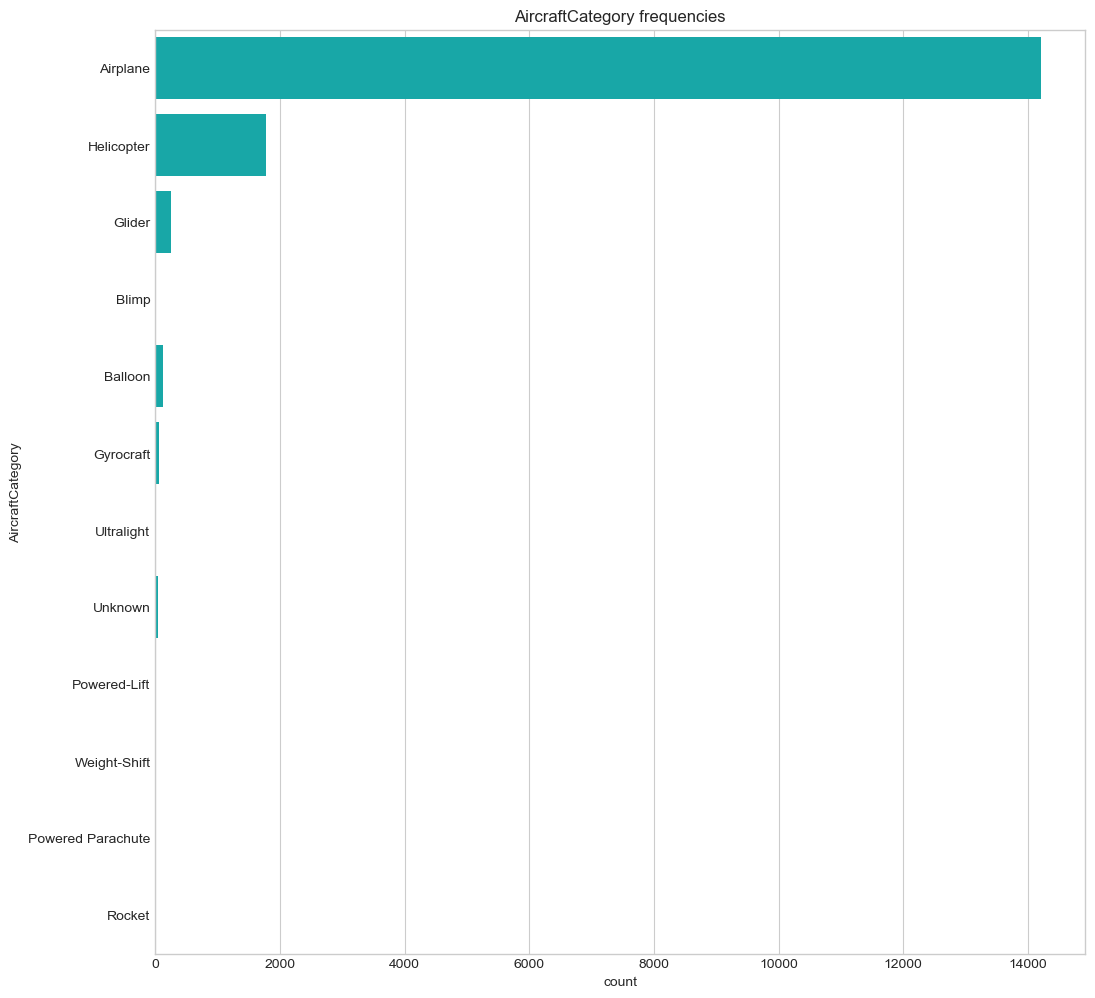 AircraftCategory frequencies
Airplane
Helicopter
Glider
Blimp
Balloon
Gyrocraft
Ultralight
Unknown
Powered-Lift
Weight-Shift
Powered Parachute
Rocket
AircraftCategory
0 2000 4000 6000 8000 10000 12000 14000
count